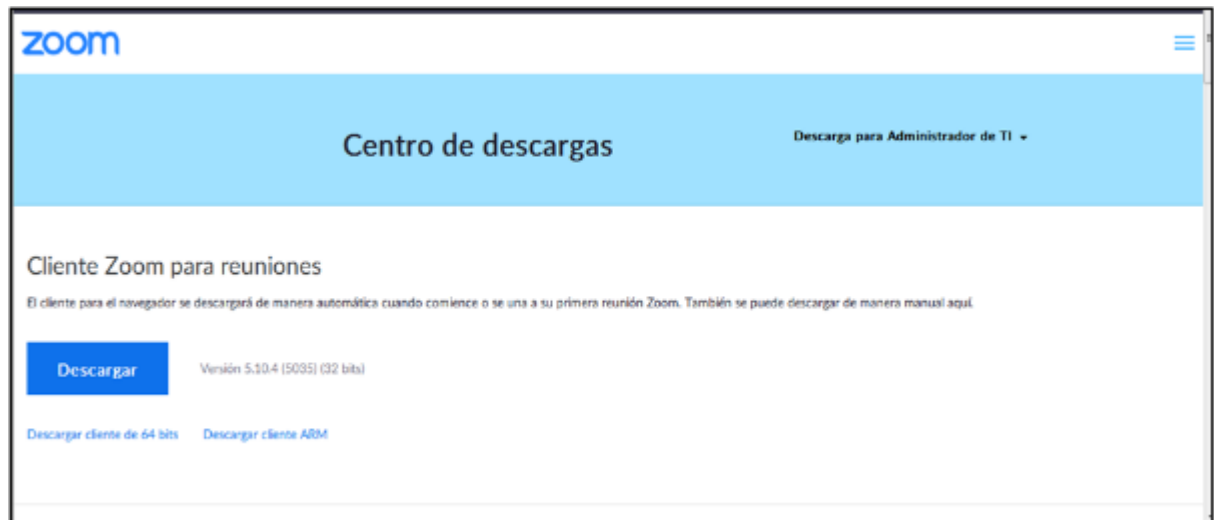 zoom
Centro de descargas
Descarga para Administrador de TI
Cliente Zoom para reuniones
El cliente para el navegador se descargará de manera automática cuando comience o se una a su primera reunión Zoom. También se puede descargar de manera manual aquí.
Descargar
Versión 5.10.4 (5035) (32 bits)
Descargar cliente de 64 bits
Descargar cliente ARM